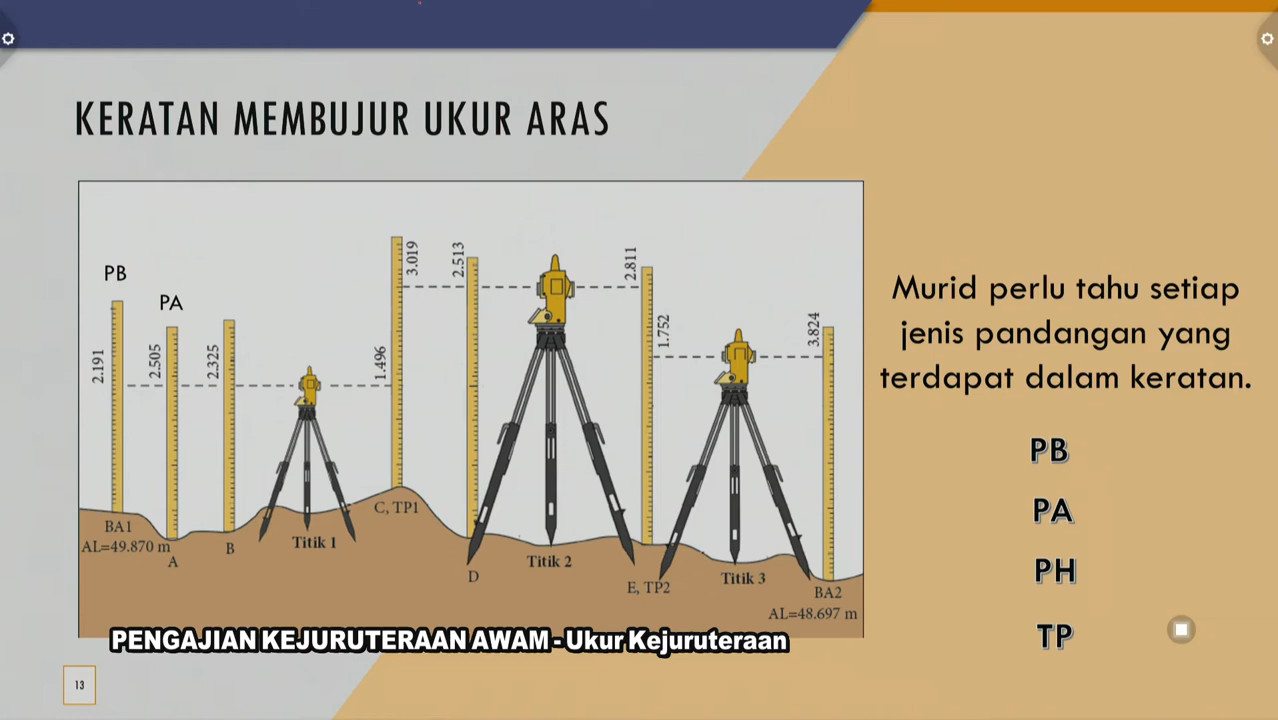 KERATAN MEMBUJUR UKUR ARAS
PB
PA
2.191
2.505
2.325
1.496
3.019
2.513
2.811
1.752
3.824
BA1
AL=49.870 m
A
B
Titik 1
C, TP1
D
Titik 2
E, TP2
Titik 3
BA2
AL=48.697 m
Murid perlu tahu setiap
jenis pandangan yang
terdapat dalam keratan.
PB
PA
PH
TP
PENGAJIAN KEJURUTERAAN AWAM - Ukur Kejuruteraan
13